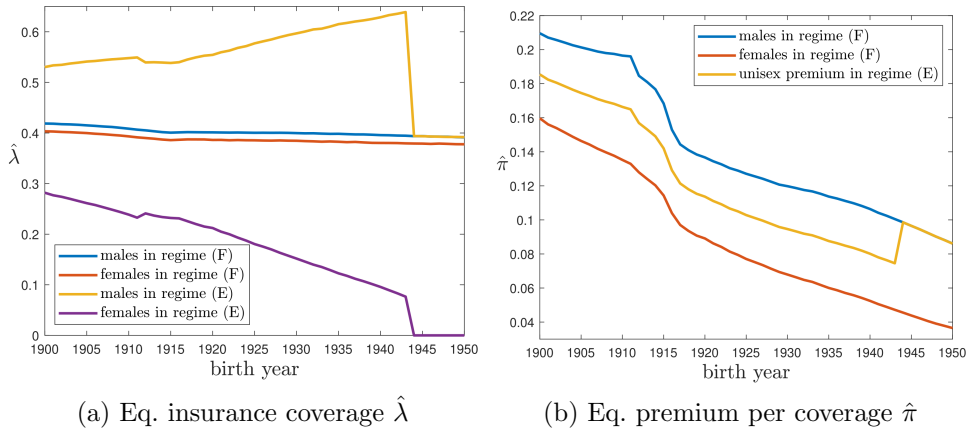 0.6
0.5
0.4
0.3
0.2
0.1
0
λ̂
males in regime (F)
females in regime (F)
males in regime (E)
females in regime (E)
1900 1905 1910 1915 1920 1925 1930 1935 1940 1945 1950
birth year
(a) Eq. insurance coverage λ̂
0.22
0.2
0.18
0.16
0.14
0.12
0.1
0.08
0.06
0.04
π̂
males in regime (F)
females in regime (F)
unisex premium in regime (E)
1900 1905 1910 1915 1920 1925 1930 1935 1940 1945 1950
birth year
(b) Eq. premium per coverage π̂